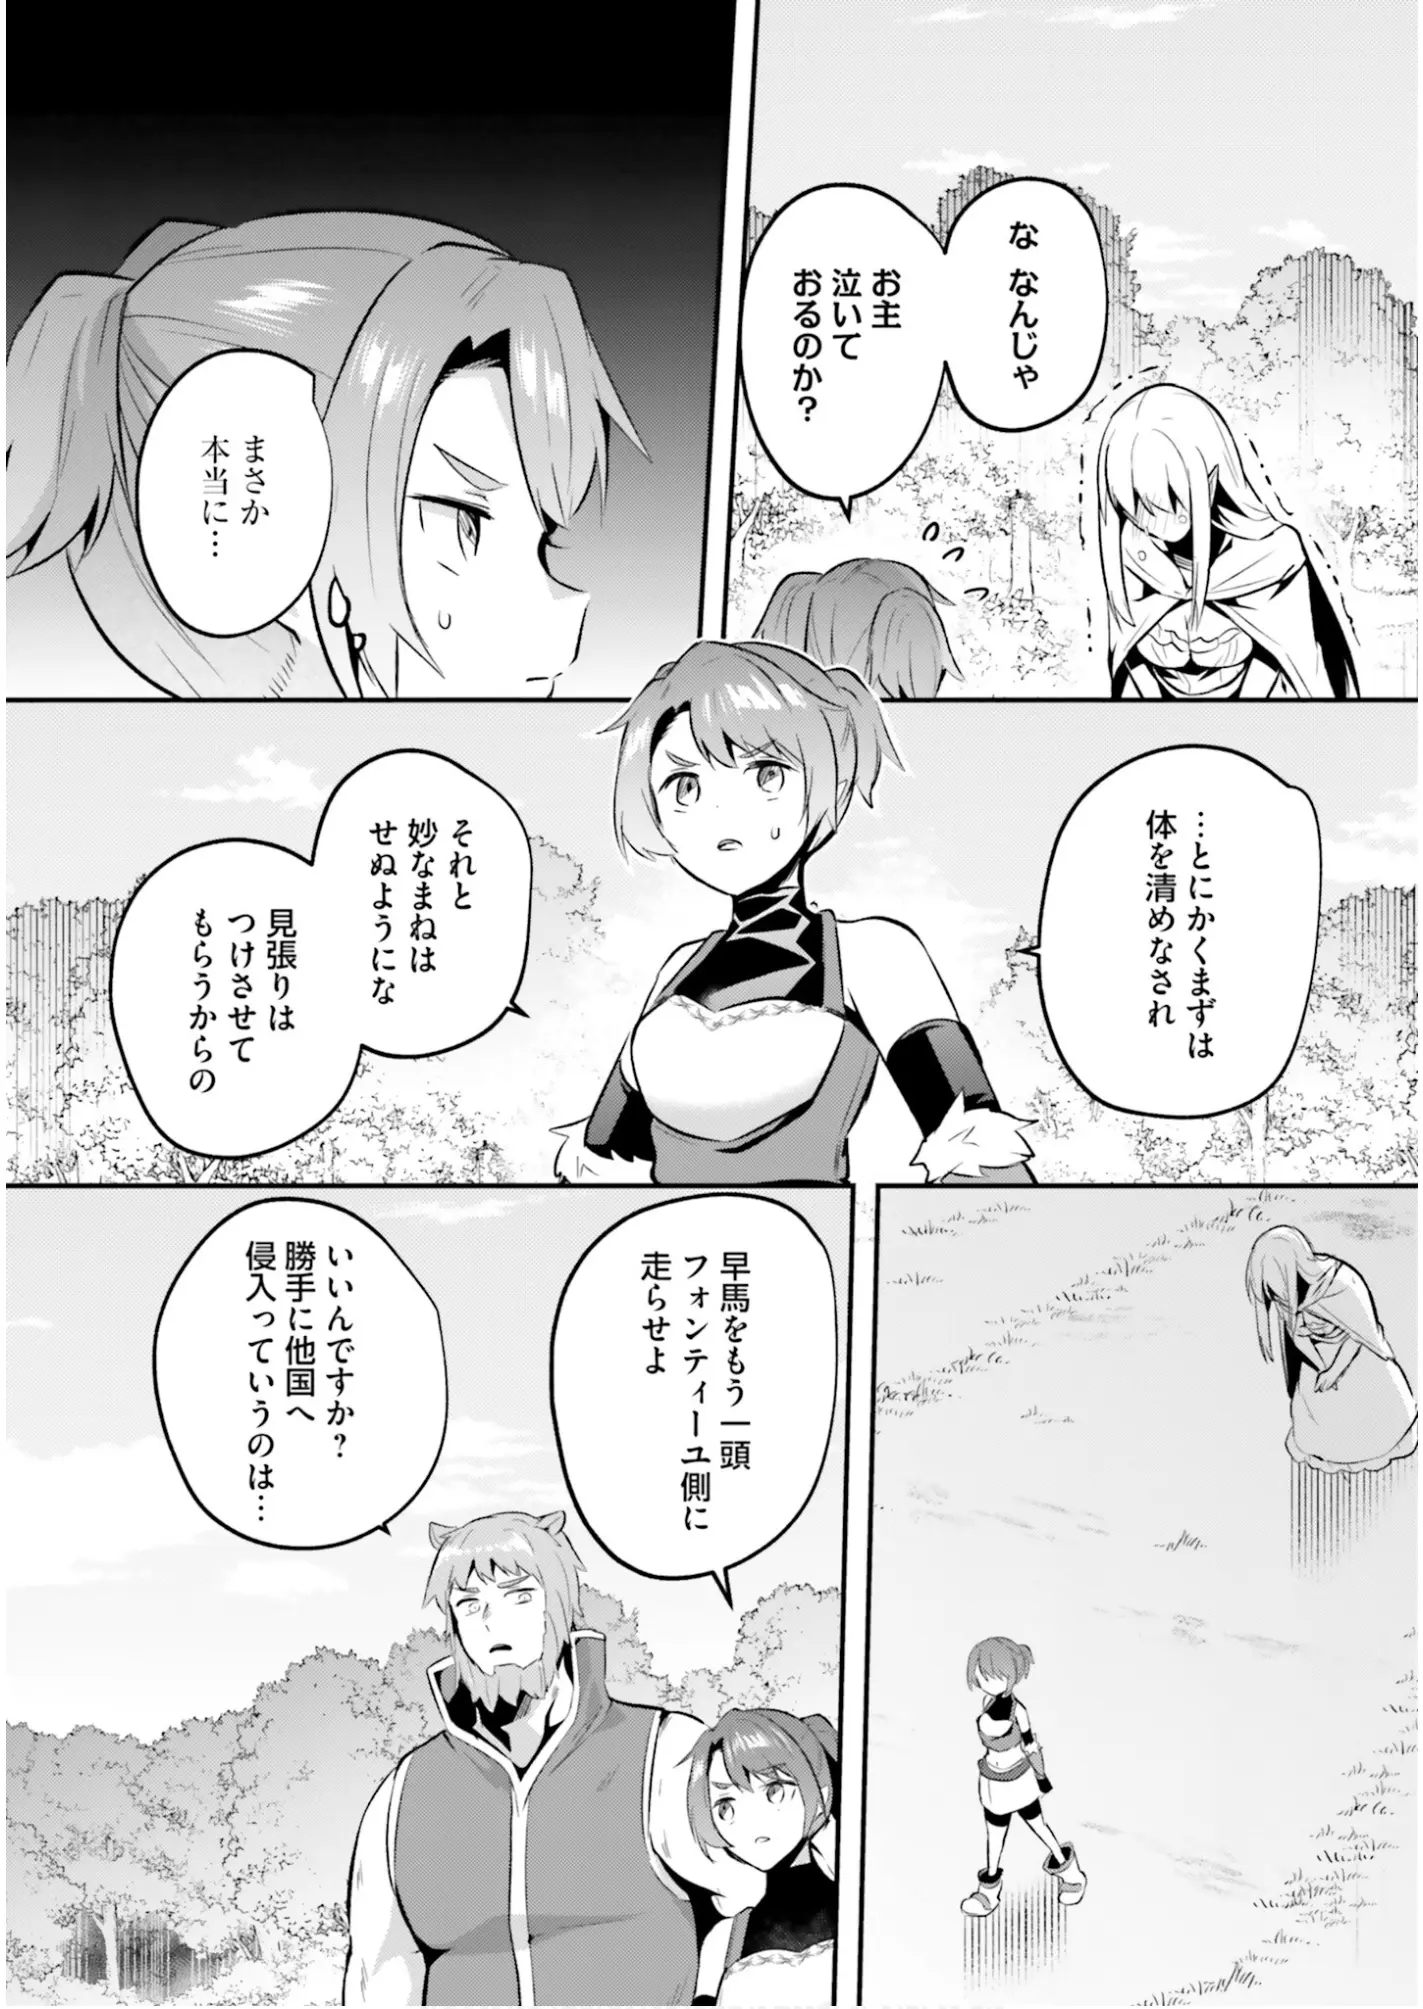 な なんじゃ
お主
泣いて
おるのか？
まさか
本当に…
…とにかくまずは
体を清めなされ
それと
妙なまねは
せぬようにな
見張りは
つけさせて
もらうからの
早馬をもう一頭
フォンティーユ側に
走らせよ
いいんですか？
勝手に他国へ
侵入っていうのは…